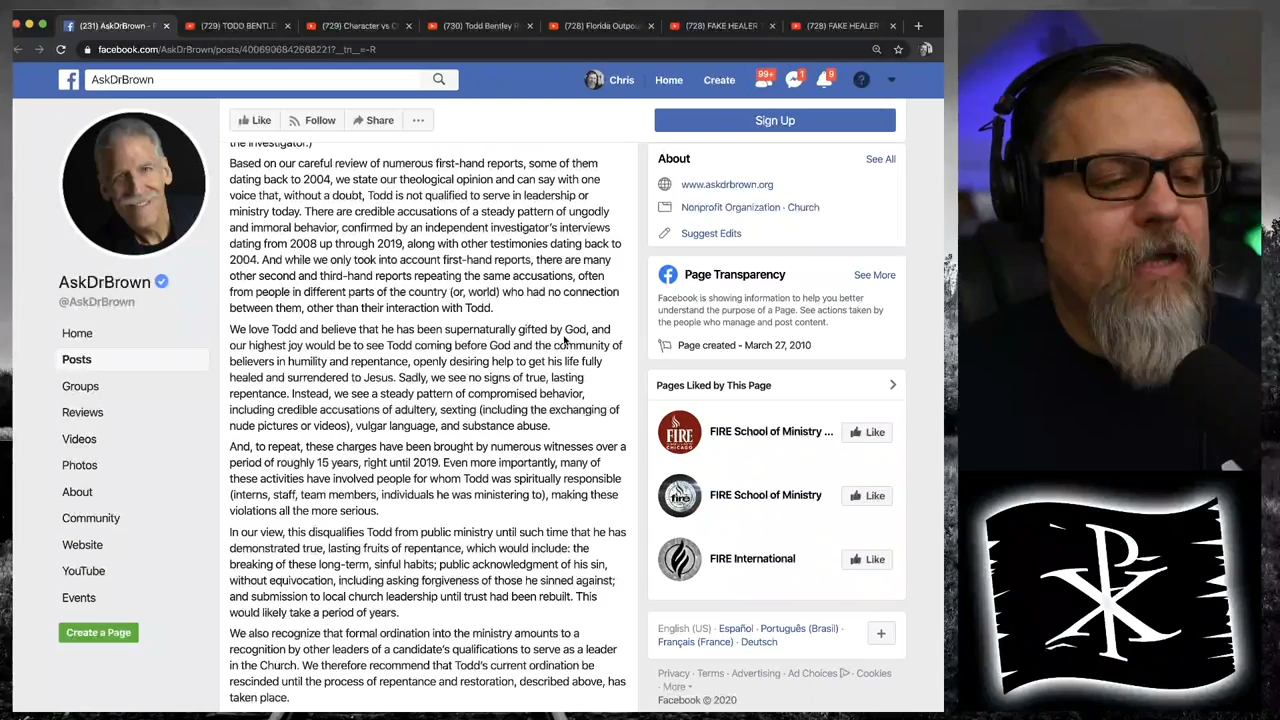 (231) AskDrBrown - P
(729) TODD BENTLE
(729) Character vs C
(730) Todd Bentley R
(728) Florida Outpou
(728) FAKE HEALER T
(728) FAKE HEALER
facebook.com/AskDrBrown/posts/4006906842668221?__tn__=-R
AskDrBrown
Chris
Home
Create
99+
1
9
Like
Follow
Share
Sign Up
AskDrBrown
@AskDrBrown
Home
Posts
Groups
Reviews
Videos
Photos
About
Community
Website
YouTube
Events
Create a Page
the investigator.)
Based on our careful review of numerous first-hand reports, some of them
dating back to 2004, we state our theological opinion and can say with one
voice that, without a doubt, Todd is not qualified to serve in leadership or
ministry today. There are credible accusations of a steady pattern of ungodly
and immoral behavior, confirmed by an independent investigator's interviews
dating from 2008 up through 2019, along with other testimonies dating back to
2004. And while we only took into account first-hand reports, there are many
other second and third-hand reports repeating the same accusations, often
from people in different parts of the country (or, world) who had no connection
between them, other than their interaction with Todd.
We love Todd and believe that he has been supernaturally gifted by God, and
our highest joy would be to see Todd coming before God and the community of
believers in humility and repentance, openly desiring help to get his life fully
healed and surrendered to Jesus. Sadly, we see no signs of true, lasting
repentance. Instead, we see a steady pattern of compromised behavior,
including credible accusations of adultery, sexting (including the exchanging of
nude pictures or videos), vulgar language, and substance abuse.
And, to repeat, these charges have been brought by numerous witnesses over a
period of roughly 15 years, right until 2019. Even more importantly, many of
these activities have involved people for whom Todd was spiritually responsible
(interns, staff, team members, individuals he was ministering to), making these
violations all the more serious.
In our view, this disqualifies Todd from public ministry until such time that he has
demonstrated true, lasting fruits of repentance, which would include: the
breaking of these long-term, sinful habits; public acknowledgment of his sin,
without equivocation, including asking forgiveness of those he sinned against;
and submission to local church leadership until trust had been rebuilt. This
would likely take a period of years.
We also recognize that formal ordination into the ministry amounts to a
recognition by other leaders of a candidate's qualifications to serve as a leader
in the Church. We therefore recommend that Todd's current ordination be
rescinded until the process of repentance and restoration, described above, has
taken place.
About
See All
www.askdrbrown.org
Nonprofit Organization · Church
Suggest Edits
Page Transparency
See More
Facebook is showing information to help you better
understand the purpose of a Page. See actions taken by
the people who manage and post content.
Page created - March 27, 2010
Pages Liked by This Page
FIRE School of Ministry ...
Like
FIRE School of Ministry
Like
FIRE International
Like
English (US) · Español · Português (Brasil) ·
Français (France) · Deutsch
Privacy · Terms · Advertising · Ad Choices · Cookies
· More
Facebook © 2020